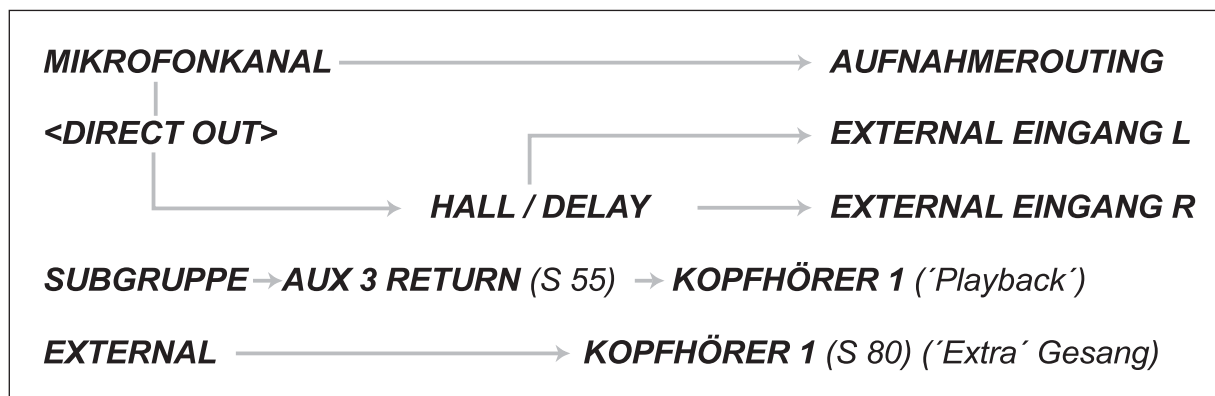 MIKROFONKANAL AUFNAHMEROUTING
<DIRECT OUT> EXTERNAL EINGANG L
HALL / DELAY EXTERNAL EINGANG R
SUBGRUPPE AUX 3 RETURN (S 55) KOPFHÖRER 1 (´Playback´)
EXTERNAL KOPFHÖRER 1 (S 80) (´Extra´ Gesang)